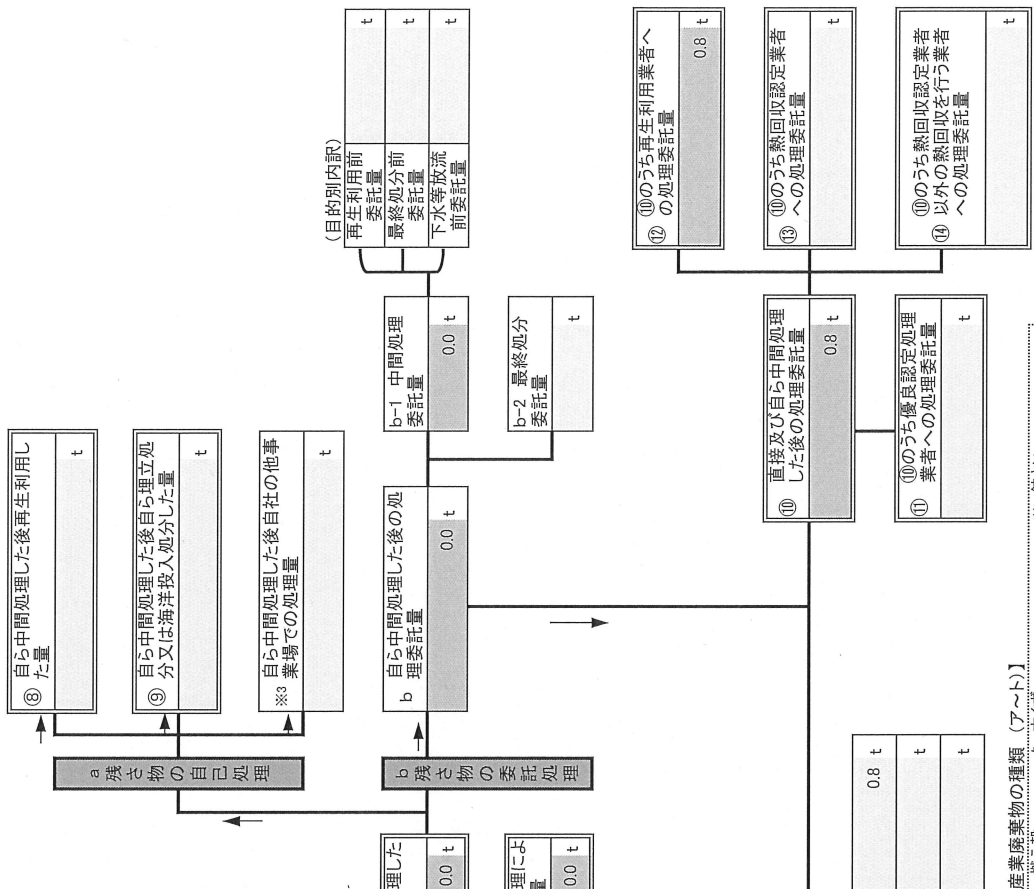 ⑧ 自ら中間処理した後再生利用し
た量
t
⑨ 自ら中間処理した後自ら埋立処
分又は海洋投入処分した量
t
※3 自ら中間処理した後自社の他事
業場での処理量
t
a 残さ物の自己処理
b 残さ物の委託処理
b 自ら中間処理した後の処
理委託量
0.0 t
b-1 中間処理
委託量
0.0 t
b-2 最終処分
委託量
t
(目的別内訳)
再生利用前
委託量
t
最終処分前
委託量
t
下水等放流
前委託量
t
理した
0.0 t
理によ
量
0.0 t
⑩ 直接及び自ら中間処理
した後の処理委託量
0.8 t
⑪ ⑩のうち優良認定処理
業者への処理委託量
t
⑫ ⑩のうち再生利用業者へ
の処理委託量
0.8 t
⑬ ⑩のうち熱回収認定業者
への処理委託量
t
⑭ ⑩のうち熱回収認定業者
以外の熱回収を行う業者
への処理委託量
t
0.8 t
t
t
産業廃棄物の種類 (ア~ト)】